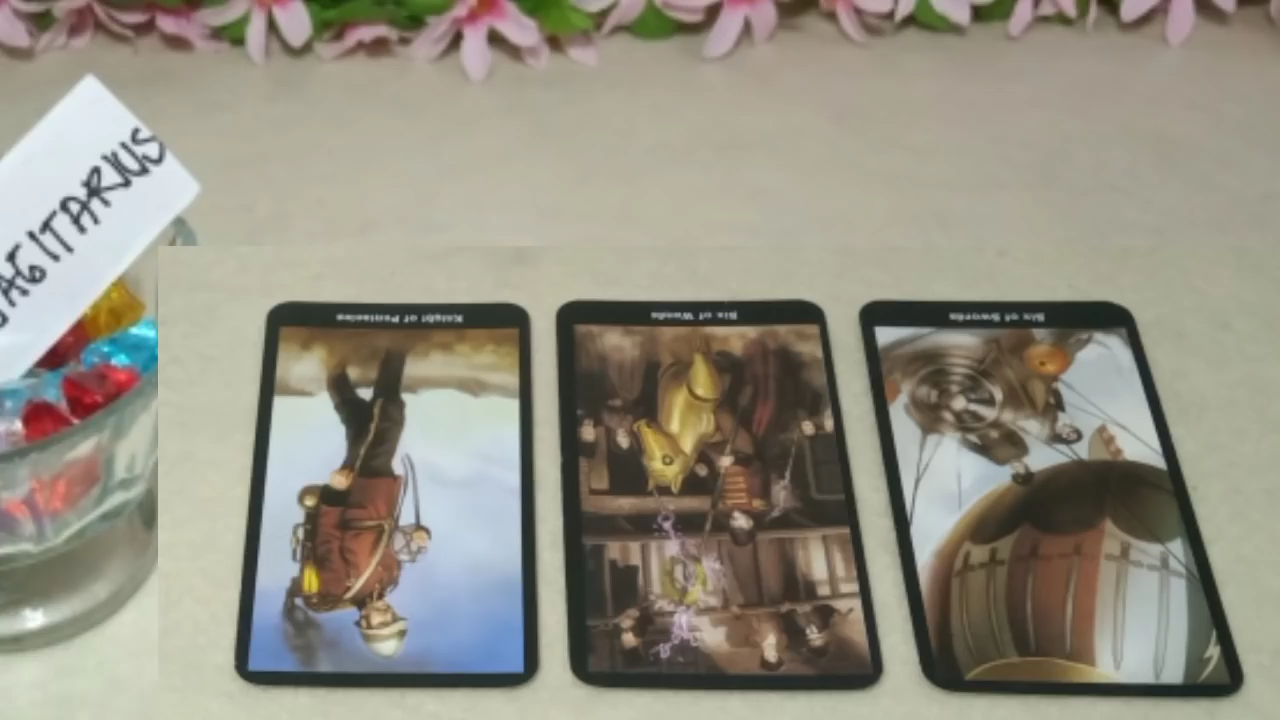 AGITARIUS
Knight of Pentacles
Six of Wands
Six of Swords